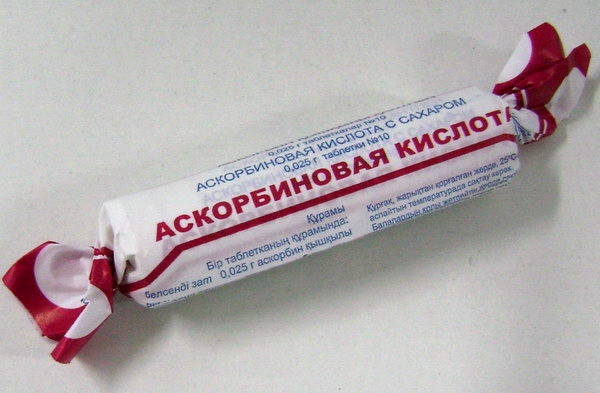 0,025 г таблеткалар №10
АСКОРБИНОВАЯ КИСЛОТА С САХАРОМ
0,025 г таблетки №10
АСКОРБИНОВАЯ КИСЛОТА
Құрамы
Бір таблетканың құрамында:
белсенді зат 0,025 г аскорбин қышқылы
Құрғақ, жарықтан қорғалған жерде, 25°С
аспайтын температурада сақтау керек.
Балалардың қолы жетпейтін жерде